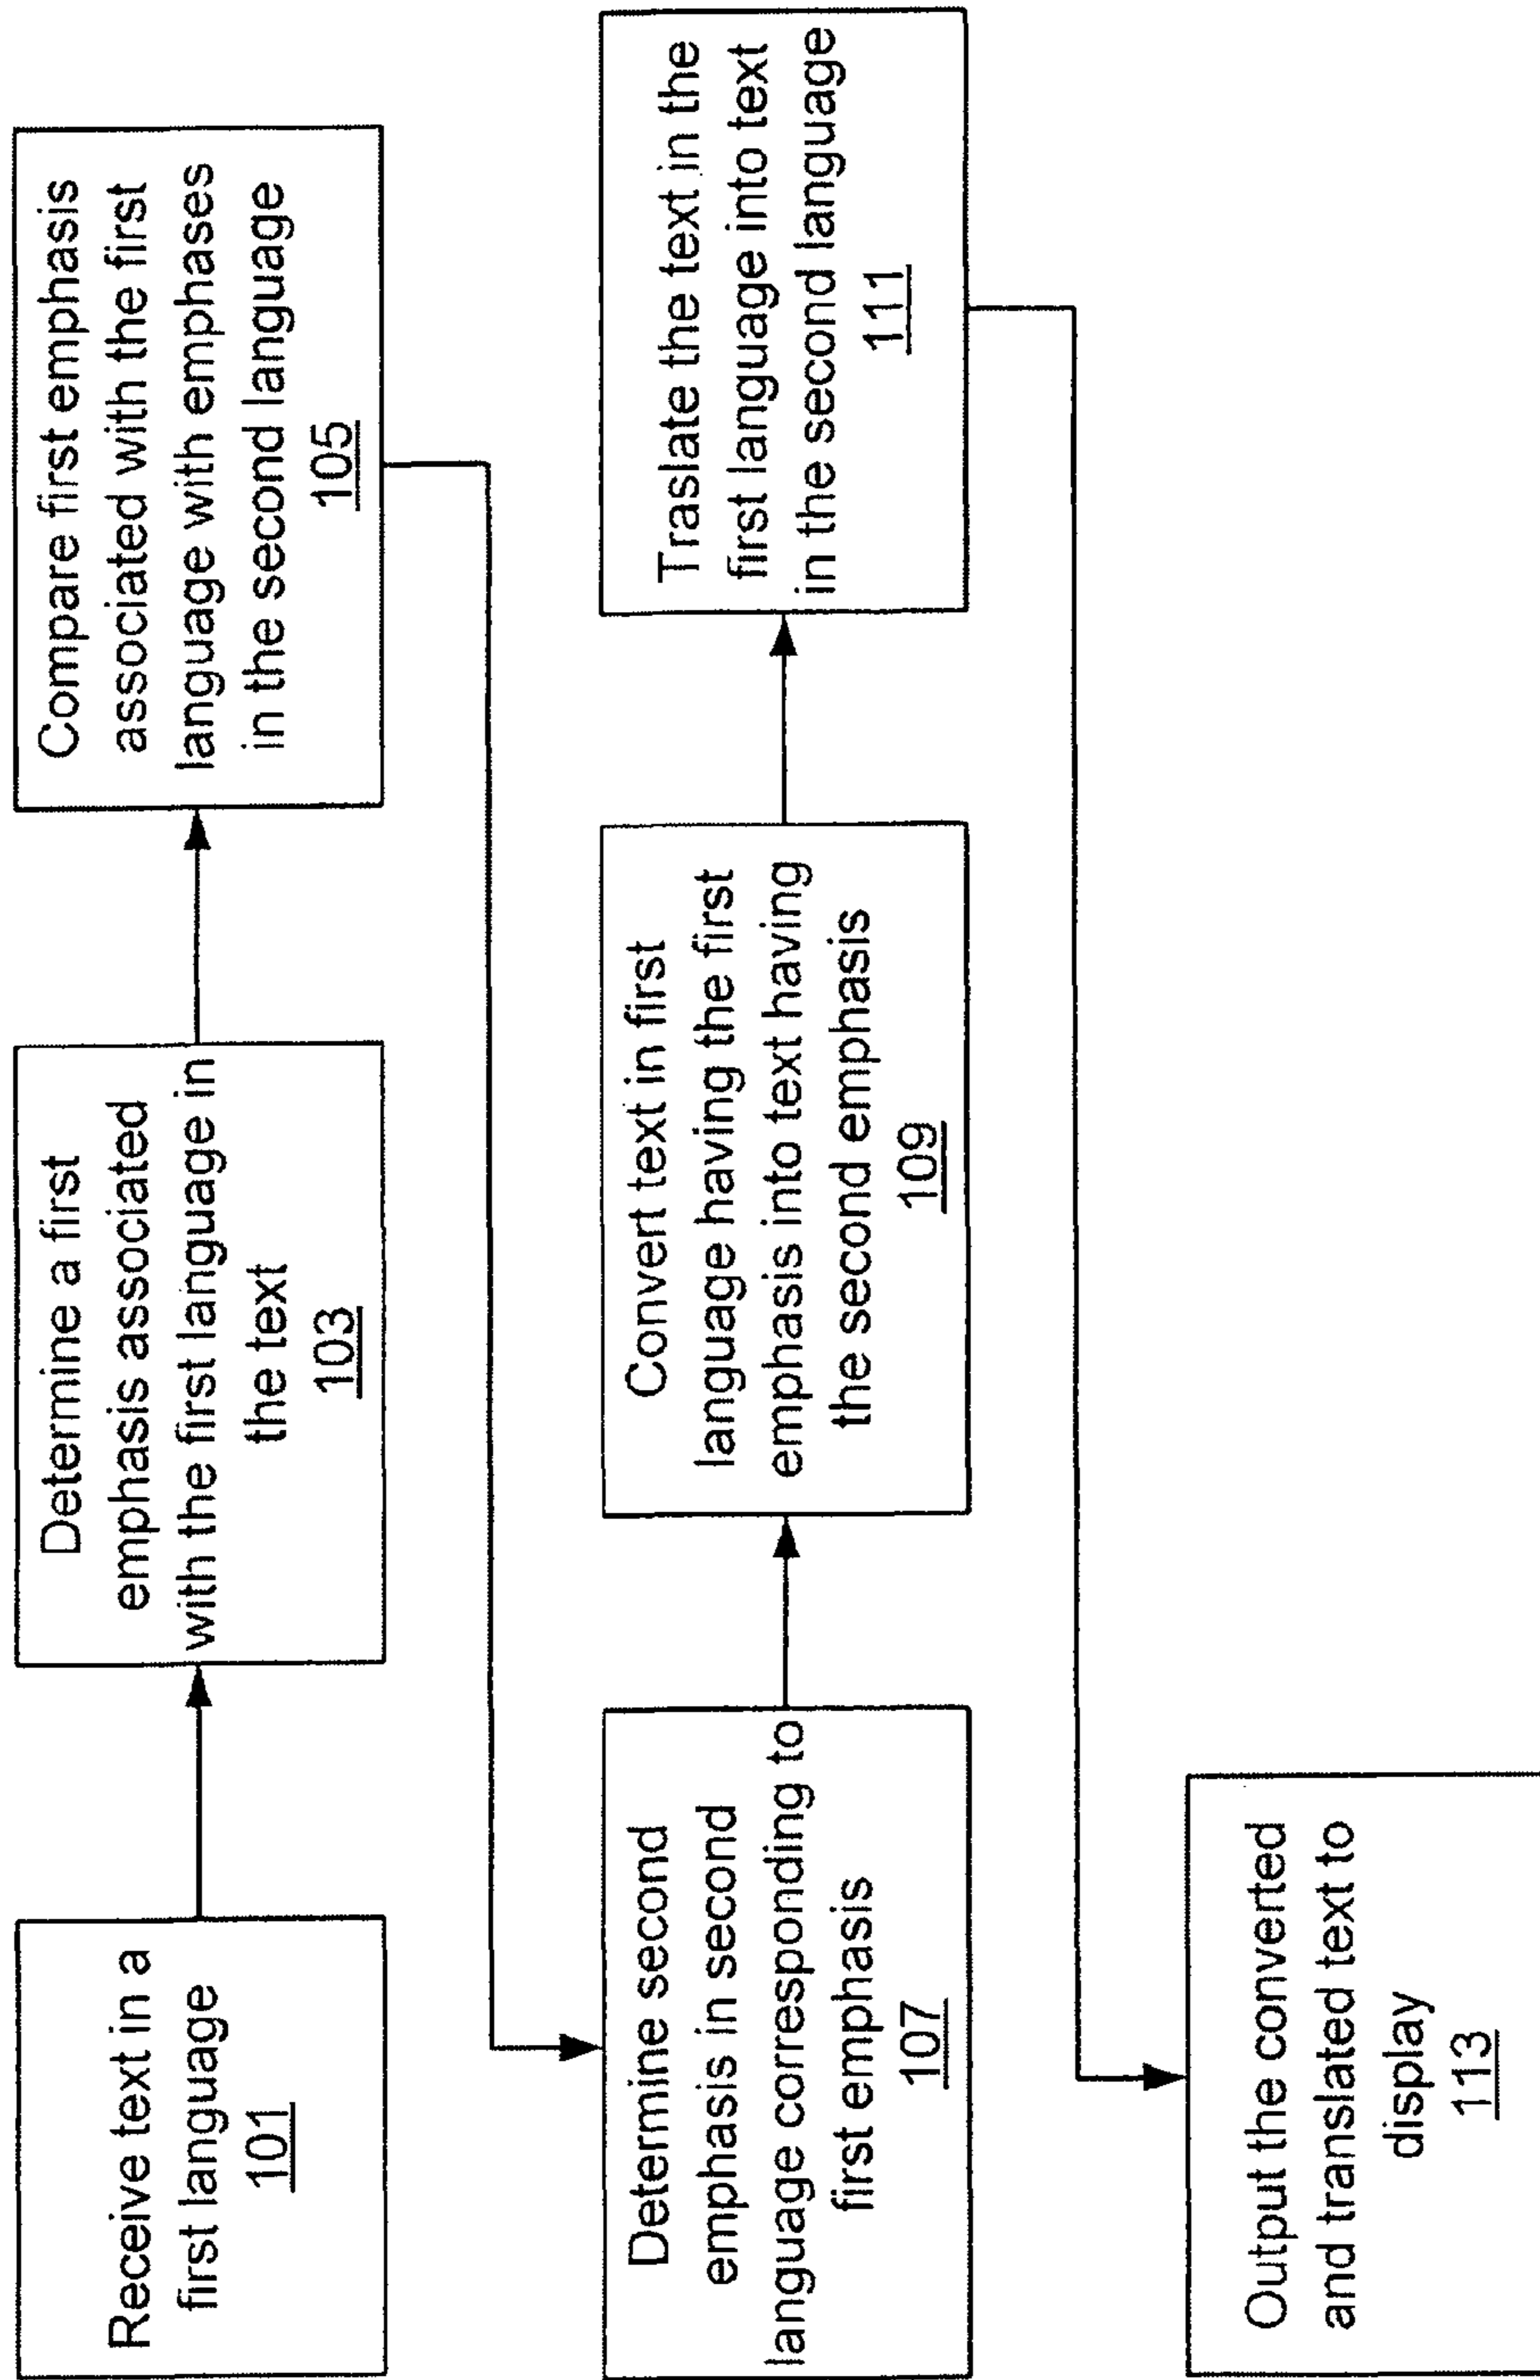 Receive text in a
first language
101
Determine a first
emphasis associated
with the first language in
the text
103
Compare first emphasis
associated with the first
language with emphases
in the second language
105
Determine second
emphasis in second
language corresponding to
first emphasis
107
Convert text in first
language having the first
emphasis into text having
the second emphasis
109
Traslate the text in the
first language into text
in the second language
111
Output the converted
and translated text to
display
113